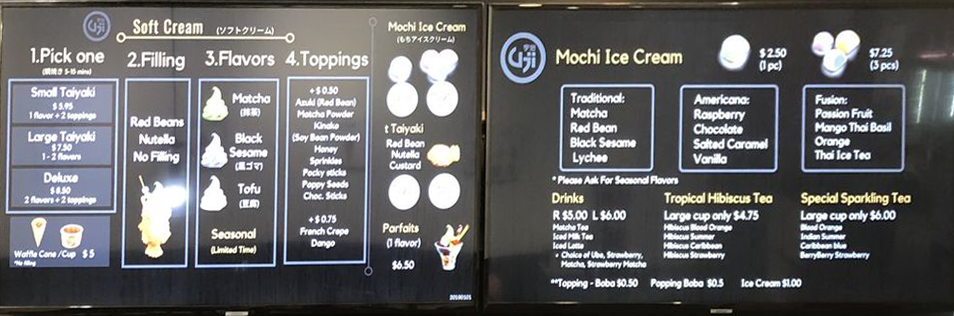 Soft Cream (ソフトクリーム)
1.Pick one
Small Taiyaki
$ 5.95
1 flavor + 2 toppings
Large Taiyaki
$ 7.50
1 - 2 flavors
Deluxe
$ 8.50
2 flavors + 2 toppings
Waffle Cone /Cup $ 5
*No filling
2.Filling
Red Beans
Nutella
No Filling
3.Flavors
Matcha
(抹茶)
Black
Sesame
(黒ゴマ)
Tofu
(豆腐)
Seasonal
(Limited Time)
4.Toppings
+ $ 0.50
Azuki (Red Bean)
Matcha Powder
Kinako
(Soy Bean Powder)
Honey
Sprinkles
Pocky sticks
Poppy Seeds
Choc. Sticks
+ $ 0.75
French Crepe
Dango
Mochi Ice Cream
(もちアイスクリーム)
t Taiyaki
Red Bean
Nutella
Custard
Parfaits
(1 flavor)
$6.50
20190105
宇治
Uji
Mochi Ice Cream
$ 2.50
(1 pc)
$7.25
(3 pcs)
Traditional:
Matcha
Red Bean
Black Sesame
Lychee
Americana:
Raspberry
Chocolate
Salted Caramel
Vanilla
Fusion:
Passion Fruit
Mango Thai Basil
Orange
Thai Ice Tea
* Please Ask For Seasonal Flavors
Drinks
R $5.00 L $6.00
Matcha Tea
Iced Milk Tea
Iced Latte
• Choice of Ube, Strawberry,
Matcha, Strawberry Matcha
Tropical Hibiscus Tea
Large cup only $4.75
Hibiscus Blood Orange
Hibiscus Tea
Hibiscus Caribbean
Hibiscus Strawberry
Special Sparkling Tea
Large cup only $6.00
Blood Orange
Indian Summer
Caribbean blue
BerryBerry Strawberry
**Topping - Boba $0.50 Popping Boba $0.5 Ice Cream $1.00